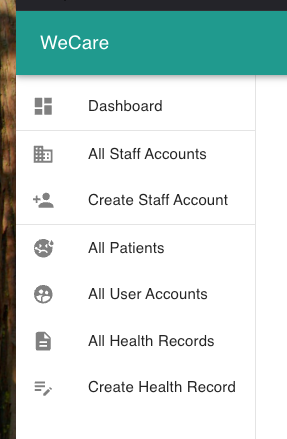 WeCare
Dashboard
All Staff Accounts
Create Staff Account
All Patients
All User Accounts
All Health Records
Create Health Record